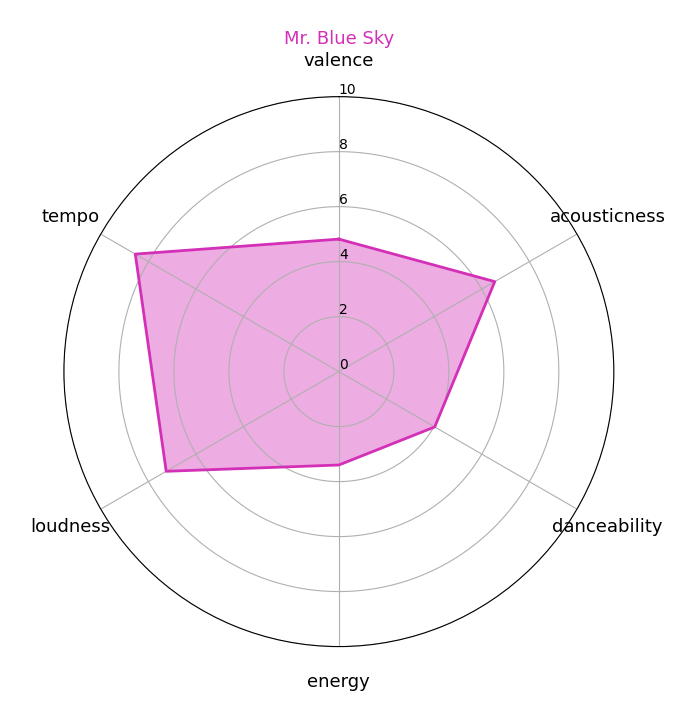 Mr. Blue Sky
valence
10
8
tempo
acousticness
6
4
2
0
loudness
danceability
energy